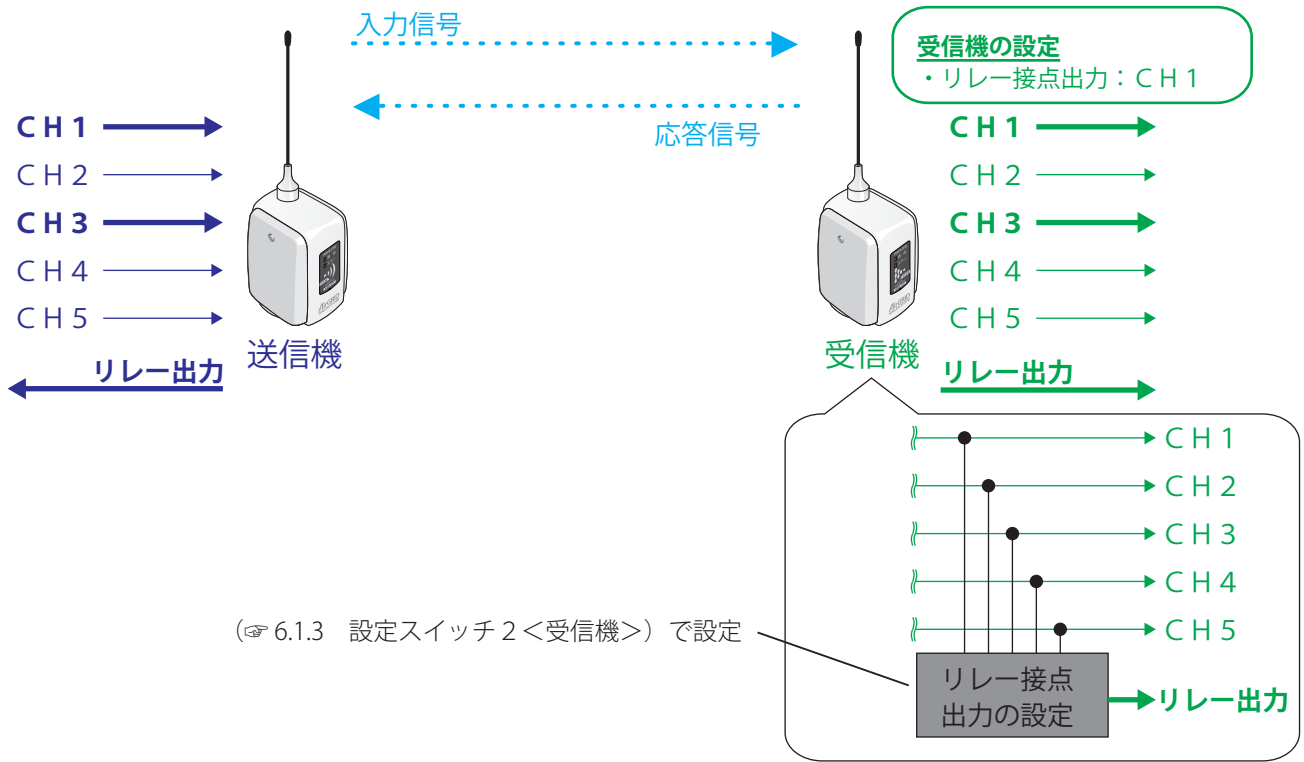 入力信号
応答信号
受信機の設定
・リレー接点出力：ＣＨ１
ＣＨ１
ＣＨ２
ＣＨ３
ＣＨ４
ＣＨ５
リレー出力
送信機
ＣＨ１
ＣＨ２
ＣＨ３
ＣＨ４
ＣＨ５
リレー出力
受信機
ＣＨ１
ＣＨ２
ＣＨ３
ＣＨ４
ＣＨ５
（☞ 6.1.3　設定スイッチ２＜受信機＞）で設定
リレー接点
出力の設定
リレー出力